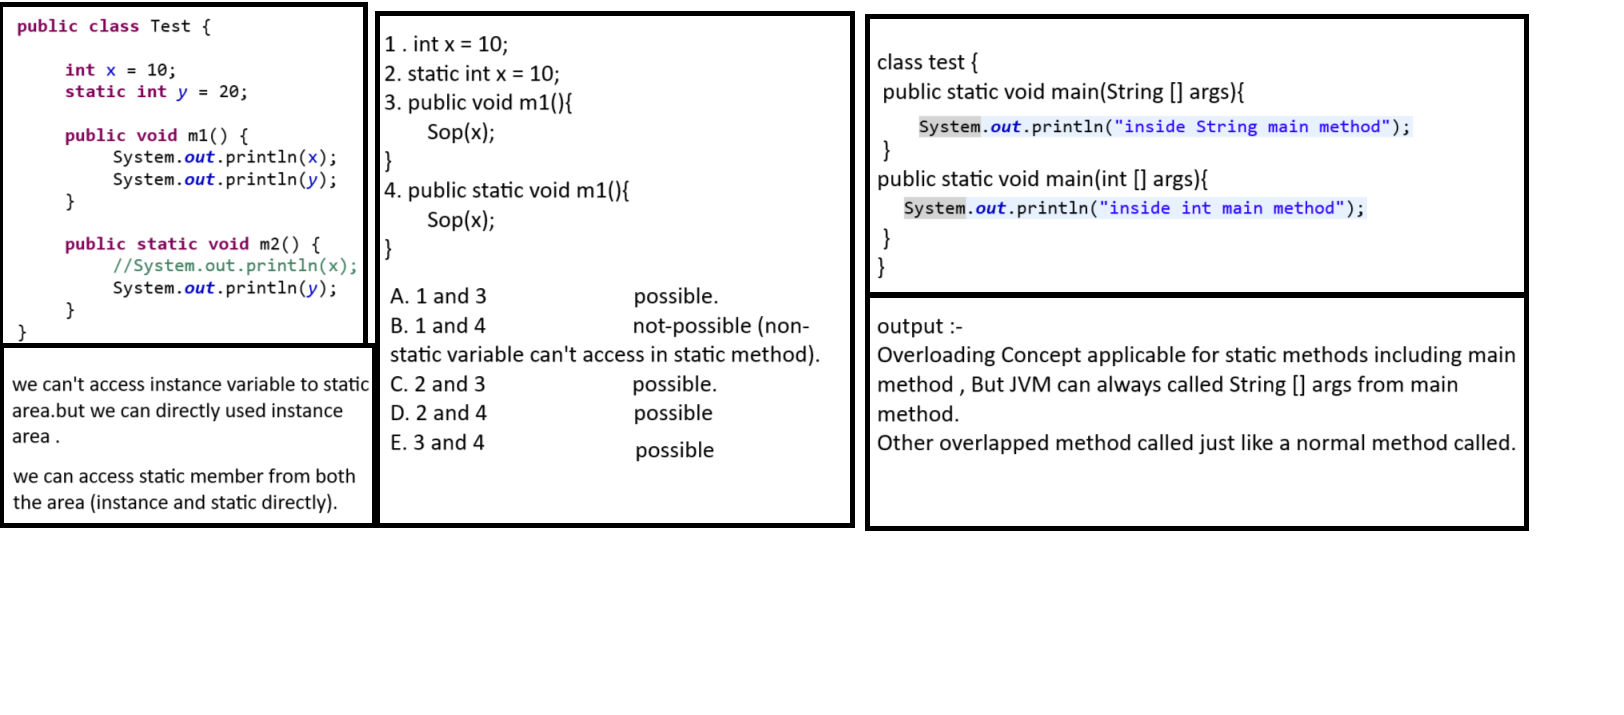 public class Test {
int x = 10;
static int y = 20;
public void m1() {
System.out.println(x);
System.out.println(y);
}
public static void m2() {
//System.out.println(x);
System.out.println(y);
}
}
we can't access instance variable to static
area.but we can directly used instance
area .
we can access static member from both
the area (instance and static directly).
1 . int x = 10;
2. static int x = 10;
3. public void m1(){
Sop(x);
}
4. public static void m1(){
Sop(x);
}
A. 1 and 3 possible.
B. 1 and 4 not-possible (non-
static variable can't access in static method).
C. 2 and 3 possible.
D. 2 and 4 possible
E. 3 and 4 possible
class test {
public static void main(String [] args){
System.out.println("inside String main method");
}
public static void main(int [] args){
System.out.println("inside int main method");
}
}
output :-
Overloading Concept applicable for static methods including main
method , But JVM can always called String [] args from main
method.
Other overlapped method called just like a normal method called.